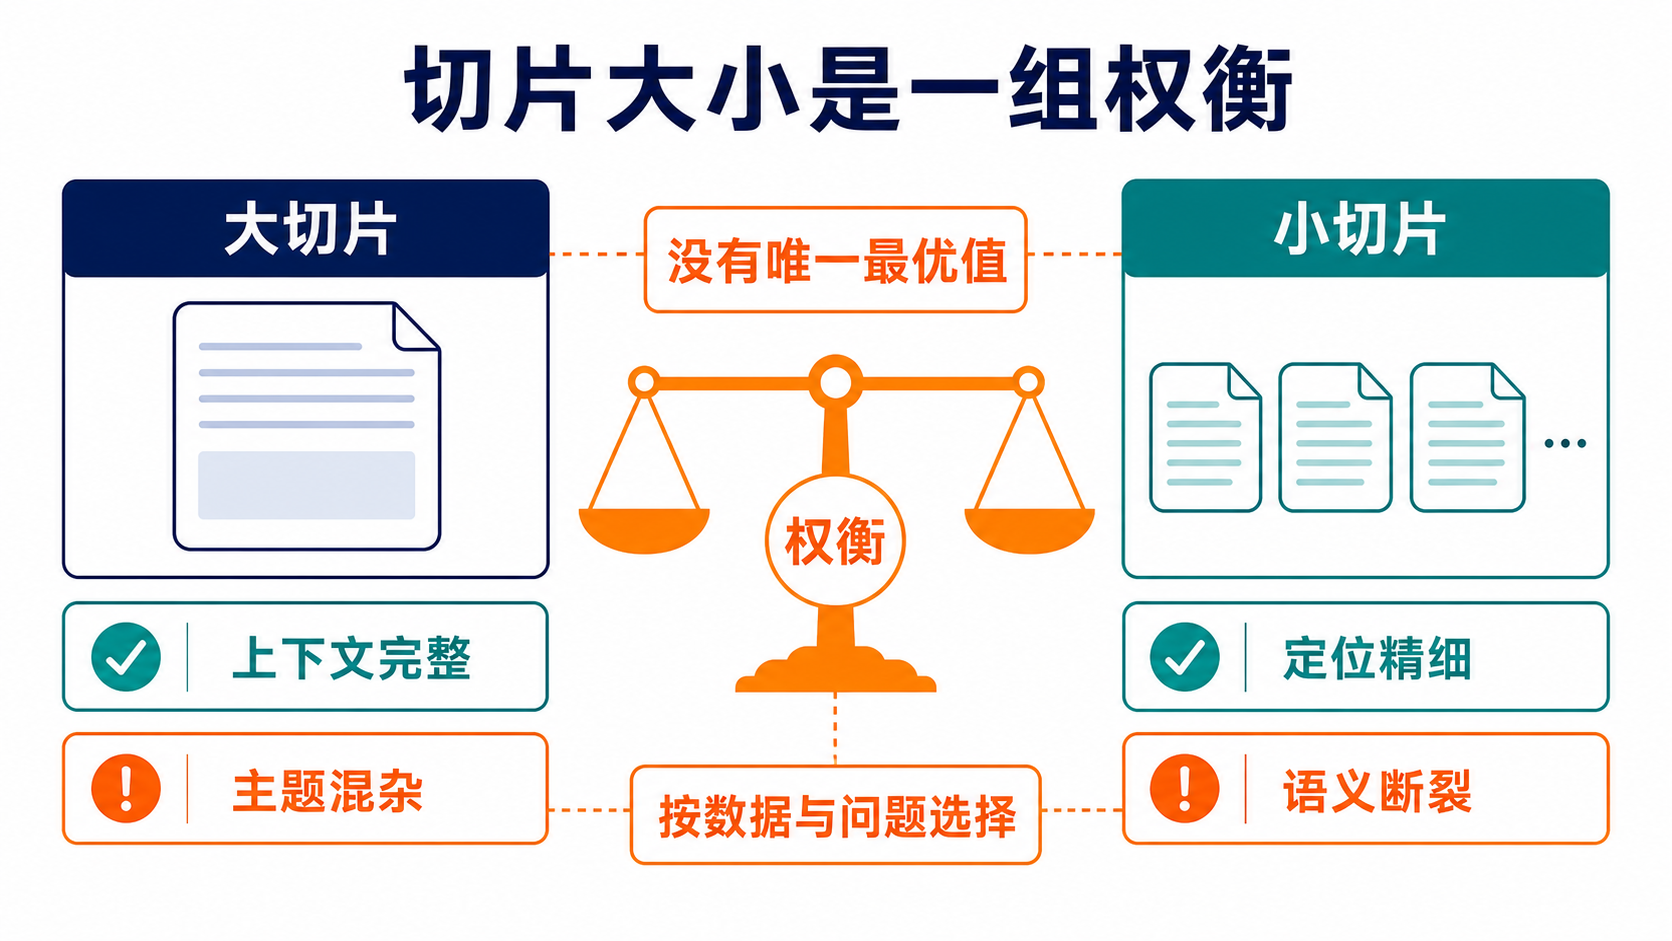 切片大小是一组权衡
大切片
没有唯一最优值
小切片
权衡
上下文完整
定位精细
主题混杂
按数据与问题选择
语义断裂